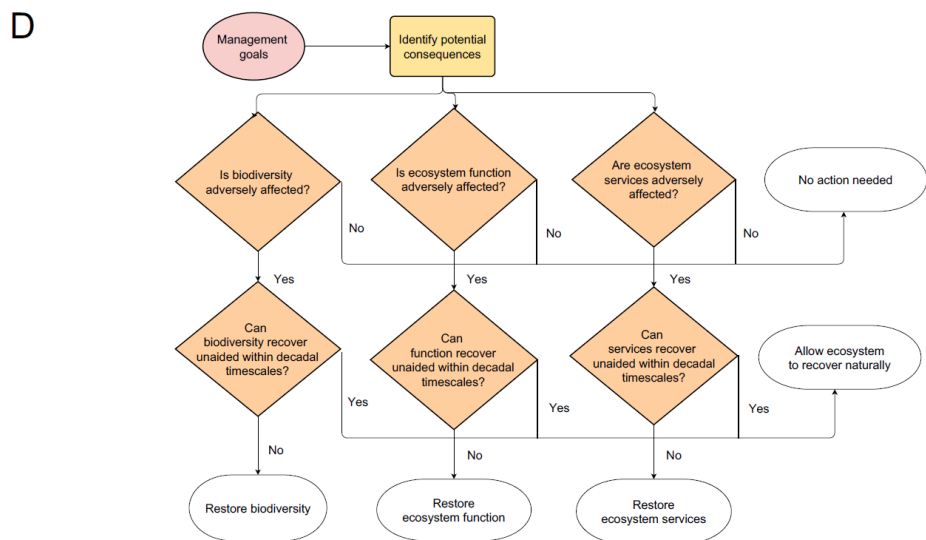 D
Management
goals
Identify potential
consequences
Is biodiversity
adversely affected?
Is ecosystem function
adversely affected?
Are ecosystem
services adversely
affected?
No action needed
No
No
No
Yes
Yes
Yes
Can
biodiversity recover
unaided within decadal
timescales?
Can
function recover
unaided within decadal
timescales?
Can
services recover
unaided within decadal
timescales?
Allow ecosystem
to recover naturally
Yes
Yes
Yes
No
No
No
Restore biodiversity
Restore
ecosystem function
Restore
ecosystem services